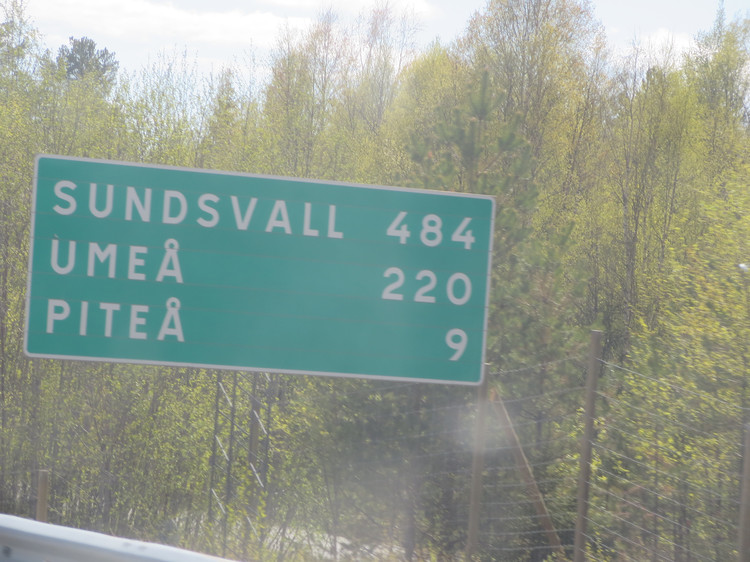 SUNDSVALL 484
UMEÅ 220
PITEÅ 9